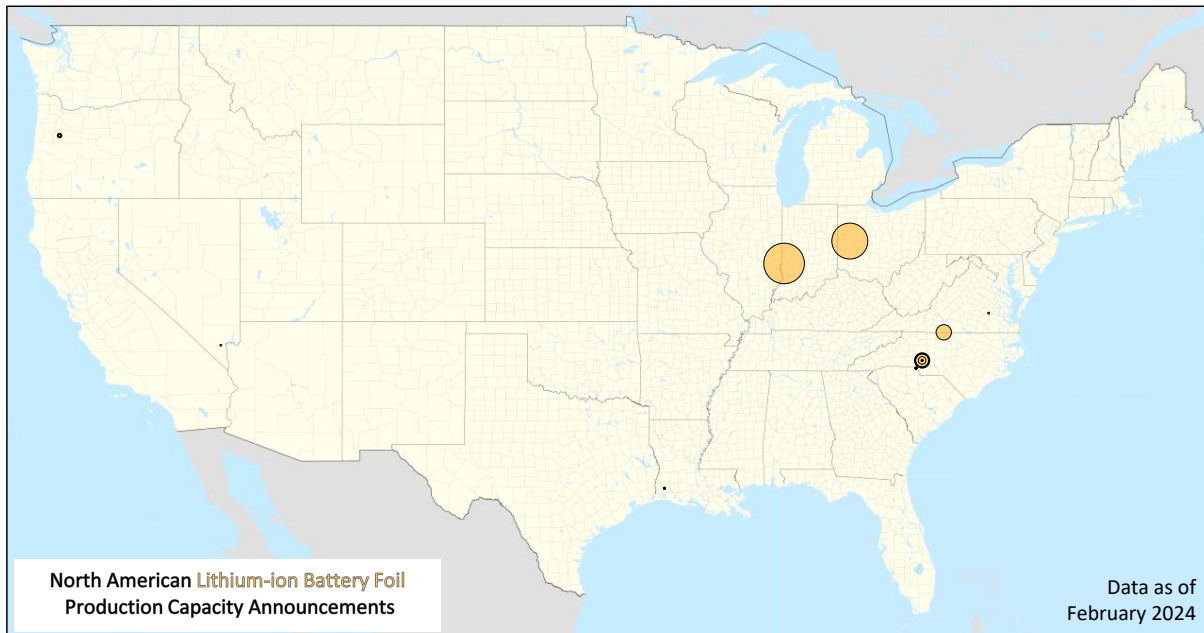 North American Lithium-ion Battery Foil
Production Capacity Announcements
Data as of
February 2024